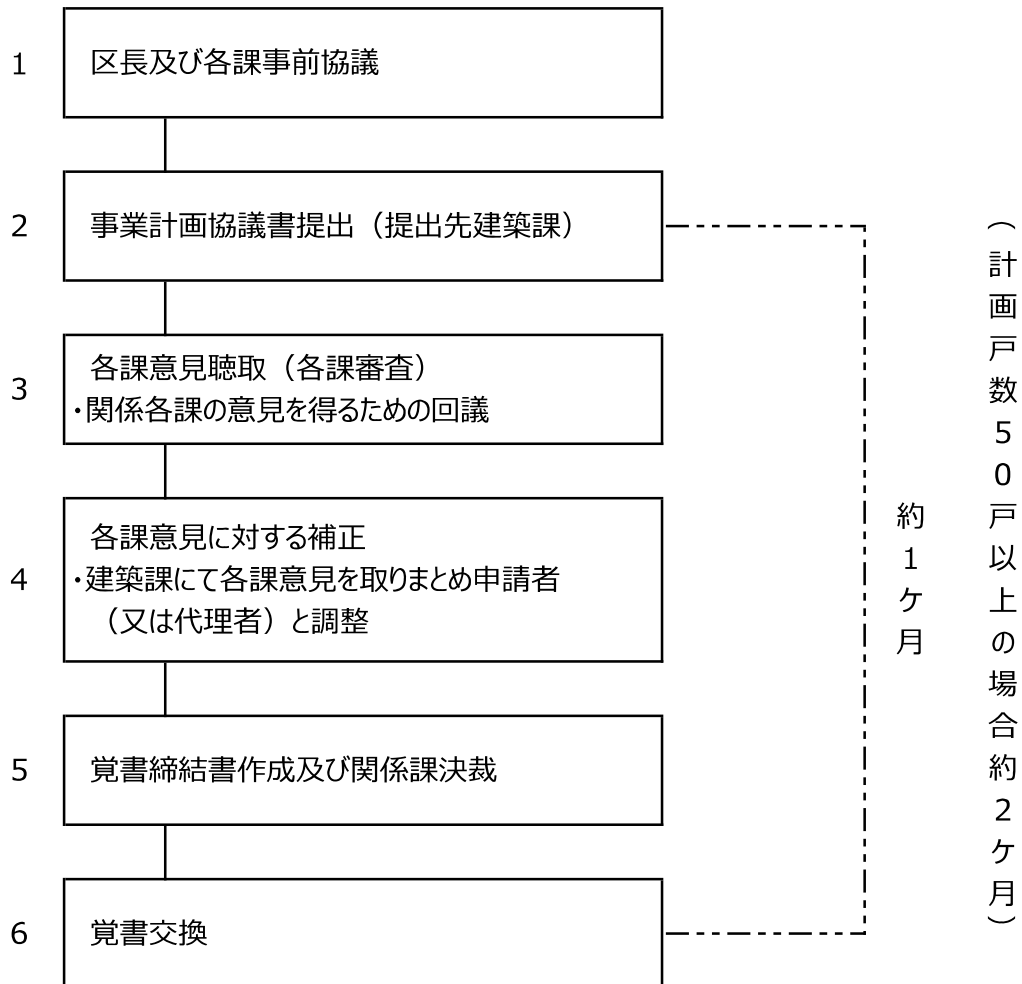 1
区長及び各課事前協議
2
事業計画協議書提出（提出先建築課）
3
各課意見聴取（各課審査）
・関係各課の意見を得るための回議
4
各課意見に対する補正
・建築課にて各課意見を取りまとめ申請者
（又は代理者）と調整
5
覚書締結書作成及び関係課決裁
6
覚書交換
約1ケ月
（計画戸数50戸以上の場合約2ケ月）